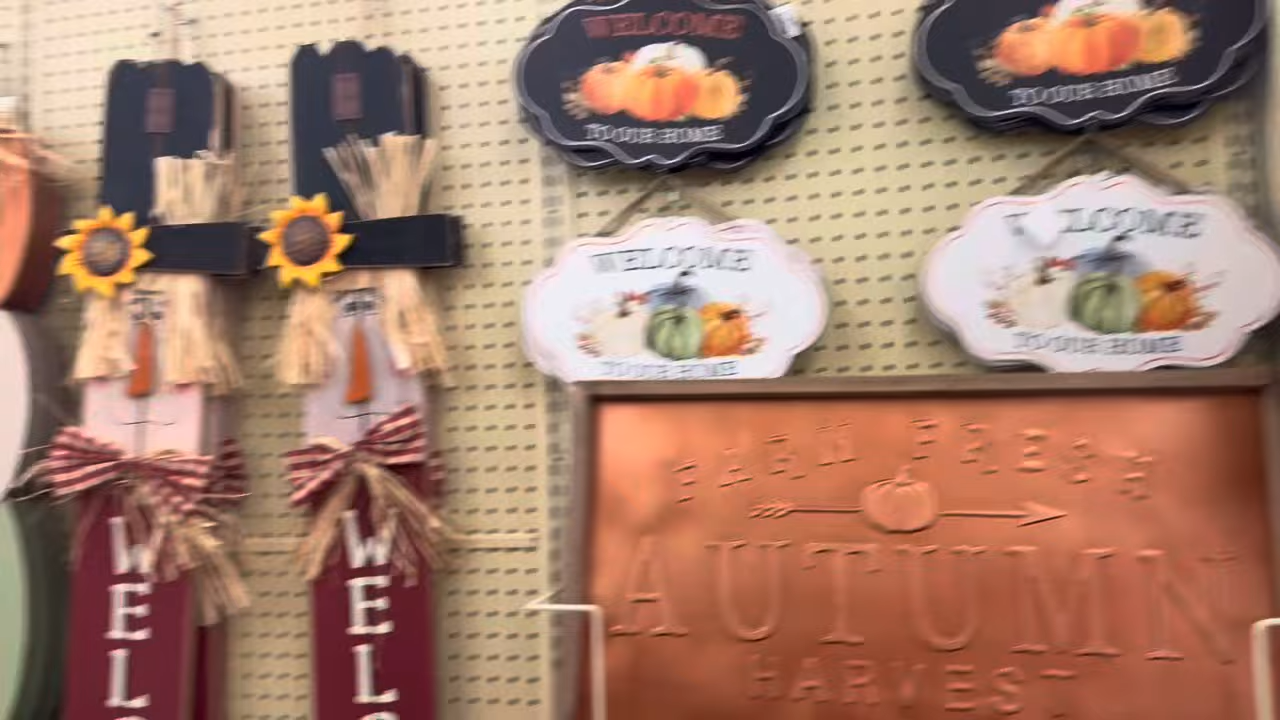 WELCOME
TO OUR HOME
TO OUR HOME
WELCOME
TO OUR HOME
TO OUR HOME
FARM FRESH
AUTUMN
HARVEST
W
E
L
W
E
L